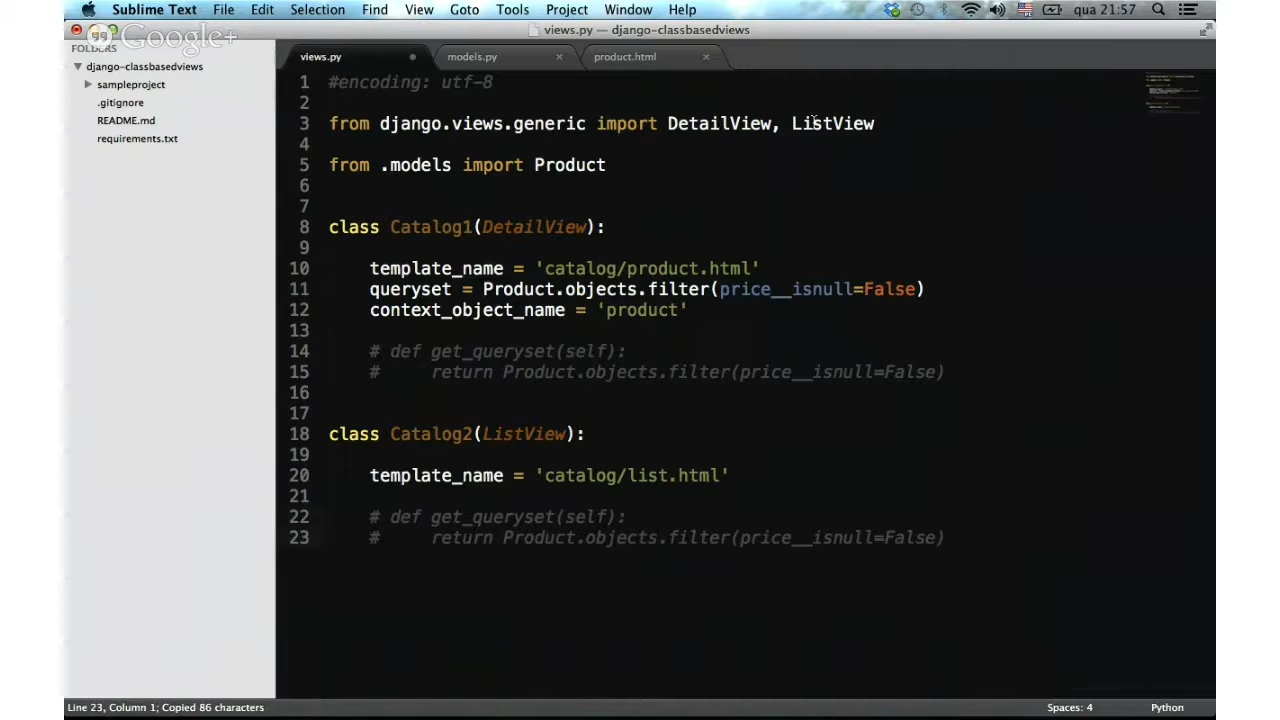 Sublime Text File Edit Selection Find View Goto Tools Project Window Help qua 21:57
views.py — django-classbasedviews
Google+
FOLDERS
django-classbasedviews
sampleproject
.gitignore
README.md
requirements.txt
views.py models.py product.html
1 #encoding: utf-8
2
3 from django.views.generic import DetailView, ListView
4
5 from .models import Product
6
7
8 class Catalog1(DetailView):
9
10 template_name = 'catalog/product.html'
11 queryset = Product.objects.filter(price__isnull=False)
12 context_object_name = 'product'
13
14 # def get_queryset(self):
15 # return Product.objects.filter(price__isnull=False)
16
17
18 class Catalog2(ListView):
19
20 template_name = 'catalog/list.html'
21
22 # def get_queryset(self):
23 # return Product.objects.filter(price__isnull=False)
Line 23, Column 1; Copied 86 characters Spaces: 4 Python